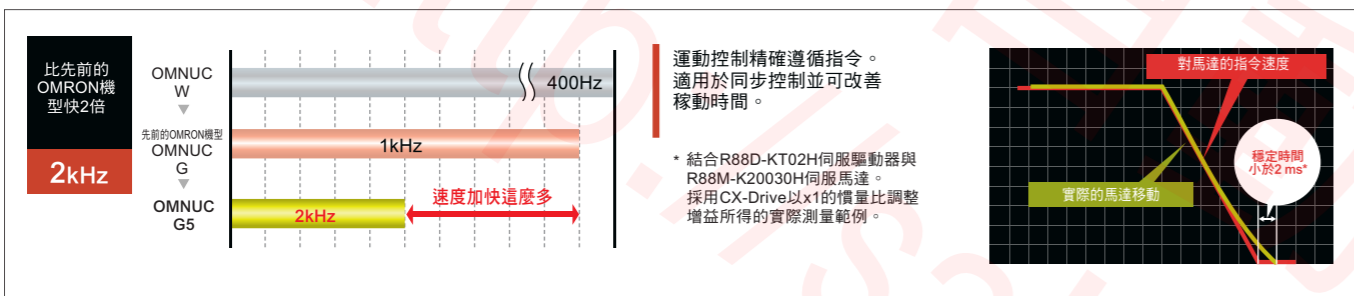 比先前的
OMRON機
型快2倍
2kHz
OMNUC
W
先前的OMRON機型
OMNUC
G
OMNUC
G5
400Hz
1kHz
2kHz
速度加快這麼多
運動控制精確遵循指令。
適用於同步控制並可改善
稼動時間。
* 結合R88D-KT02H伺服驅動器與
R88M-K20030H伺服馬達。
採用CX-Drive以x1的慣量比調整
增益所得的實際測量範例。
對馬達的指令速度
穩定時間
小於2 ms*
實際的馬達移動